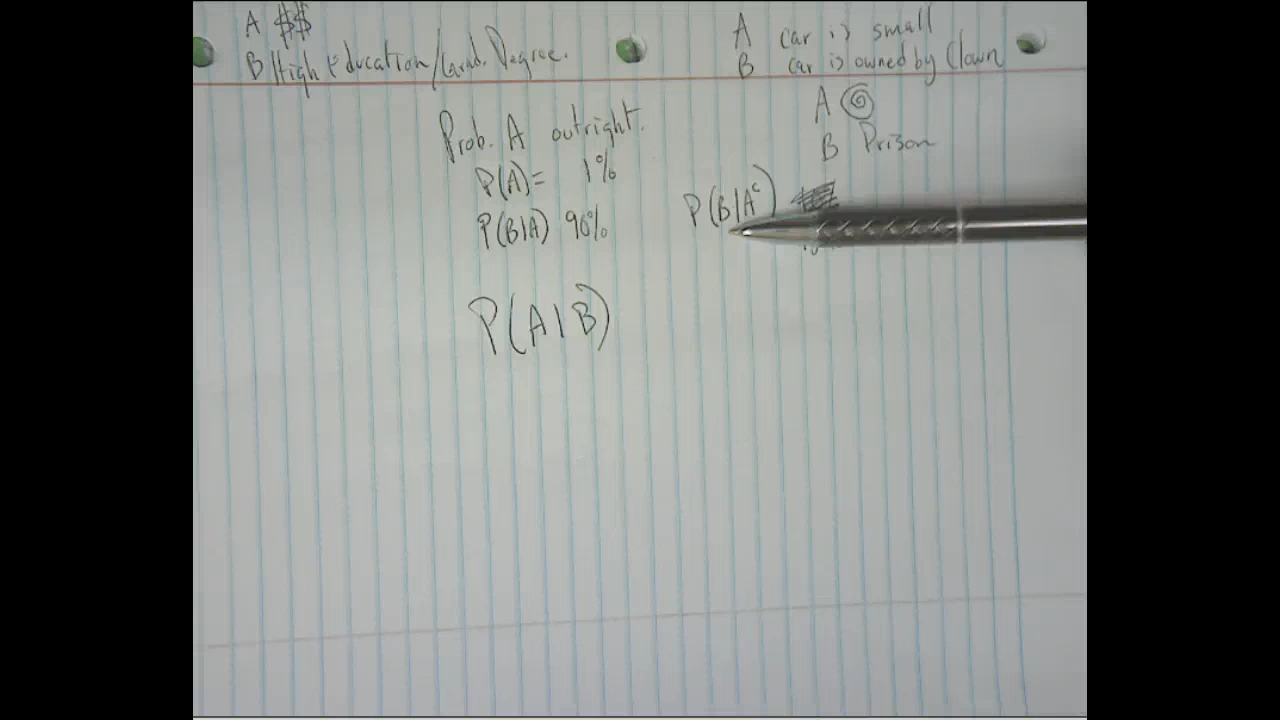 A $$
B High Education/Grad. Degree.
A car is small
B car is owned by Clown
A
B Prison
Prob. A outright.
P(A)= 1%
P(B|A) 90%
P(B|Aᶜ)
P(A|B)